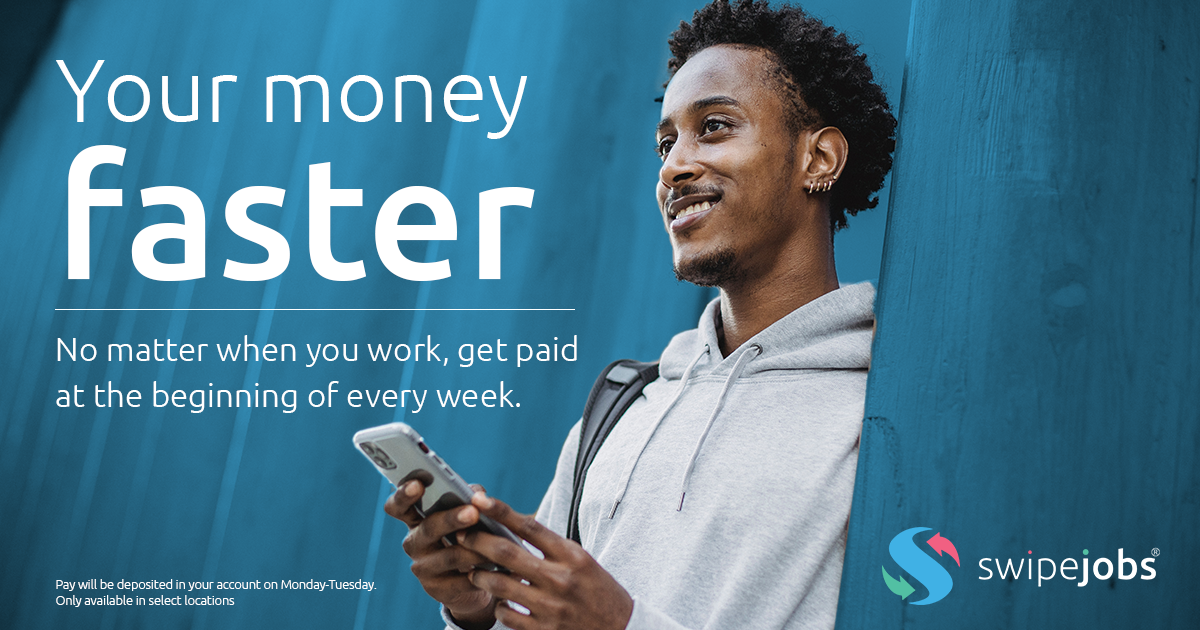 Your money
faster
No matter when you work, get paid
at the beginning of every week.
Pay will be deposited in your account on Monday-Tuesday.
Only available in select locations
swipejobs®